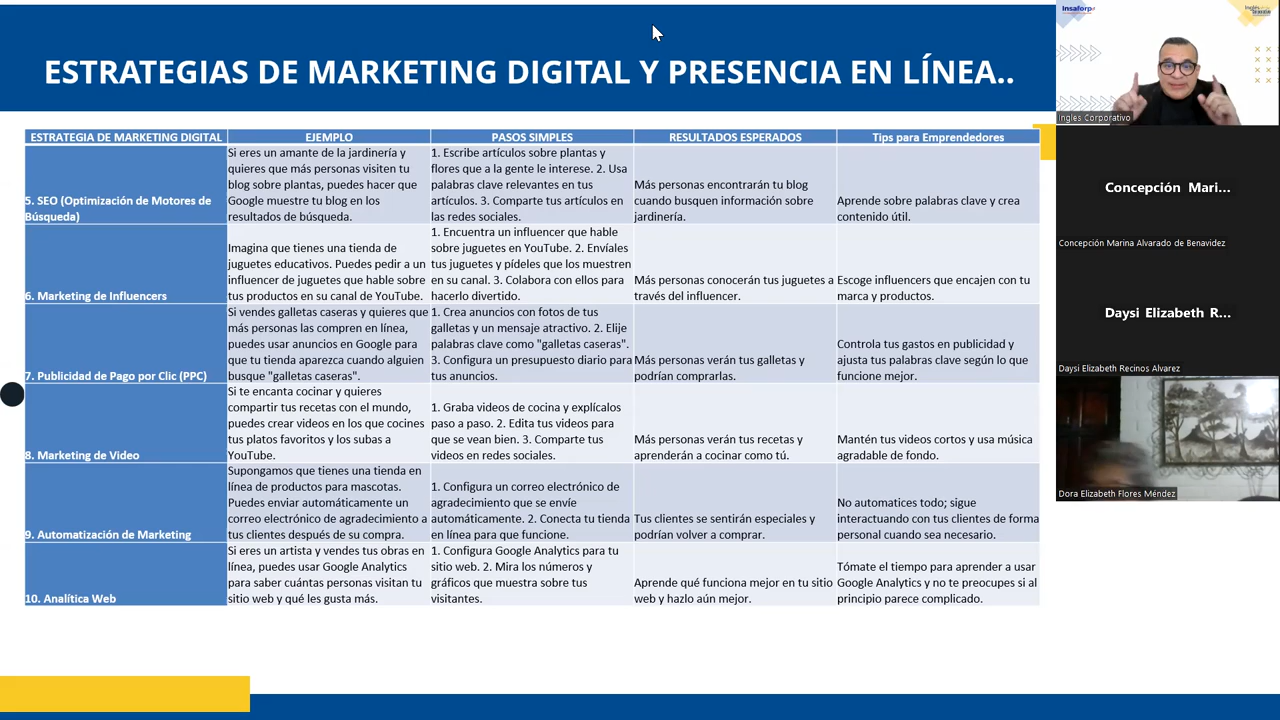 ESTRATEGIAS DE MARKETING DIGITAL Y PRESENCIA EN LÍNEA..
ESTRATEGIA DE MARKETING DIGITAL
EJEMPLO
PASOS SIMPLES
RESULTADOS ESPERADOS
Tips para Emprendedores
5. SEO (Optimización de Motores de
Búsqueda)
Si eres un amante de la jardinería y
quieres que más personas visiten tu
blog sobre plantas, puedes hacer que
Google muestre tu blog en los
resultados de búsqueda.
1. Escribe artículos sobre plantas y
flores que a la gente le interese. 2. Usa
palabras clave relevantes en tus
artículos. 3. Comparte tus artículos en
las redes sociales.
Más personas encontrarán tu blog
cuando busquen información sobre
jardinería.
Aprende sobre palabras clave y crea
contenido útil.
6. Marketing de Influencers
Imagina que tienes una tienda de
juguetes educativos. Puedes pedir a un
influencer de juguetes que hable sobre
tus productos en su canal de YouTube.
1. Encuentra un influencer que hable
sobre juguetes en YouTube. 2. Envíales
tus juguetes y pídeles que los muestren
en su canal. 3. Colabora con ellos para
hacerlo divertido.
Más personas conocerán tus juguetes a
través del influencer.
Escoge influencers que encajen con tu
marca y productos.
7. Publicidad de Pago por Clic (PPC)
Si vendes galletas caseras y quieres que
más personas las compren en línea,
puedes usar anuncios en Google para
que tu tienda aparezca cuando alguien
busque "galletas caseras".
1. Crea anuncios con fotos de tus
galletas y un mensaje atractivo. 2. Elije
palabras clave como "galletas caseras".
3. Configura un presupuesto diario para
tus anuncios.
Más personas verán tus galletas y
podrían comprarlas.
Controla tus gastos en publicidad y
ajusta tus palabras clave según lo que
funcione mejor.
8. Marketing de Video
Si te encanta cocinar y quieres
compartir tus recetas con el mundo,
puedes crear videos en los que cocines
tus platos favoritos y los subas a
YouTube.
1. Graba videos de cocina y explícalos
paso a paso. 2. Edita tus videos para
que se vean bien. 3. Comparte tus
videos en redes sociales.
Más personas verán tus recetas y
aprenderán a cocinar como tú.
Mantén tus videos cortos y usa música
agradable de fondo.
9. Automatización de Marketing
Supongamos que tienes una tienda en
línea de productos para mascotas.
Puedes enviar automáticamente un
correo electrónico de agradecimiento a
tus clientes después de su compra.
1. Configura un correo electrónico de
agradecimiento que se envíe
automáticamente. 2. Conecta tu tienda
en línea para que funcione.
Tus clientes se sentirán especiales y
podrían volver a comprar.
No automatices todo; sigue
interactuando con tus clientes de forma
personal cuando sea necesario.
10. Analítica Web
Si eres un artista y vendes tus obras en
línea, puedes usar Google Analytics
para saber cuántas personas visitan tu
sitio web y qué les gusta más.
1. Configura Google Analytics para tu
sitio web. 2. Mira los números y
gráficos que muestra sobre tus
visitantes.
Aprende qué funciona mejor en tu sitio
web y hazlo aún mejor.
Tómate el tiempo para aprender a usar
Google Analytics y no te preocupes si al
principio parece complicado.
Insaforp
Ingles Corporativo
Concepción Mari...
Concepción Marina Alvarado de Benavidez
Daysi Elizabeth R...
Daysi Elizabeth Recinos Alvarez
Dora Elizabeth Flores Méndez